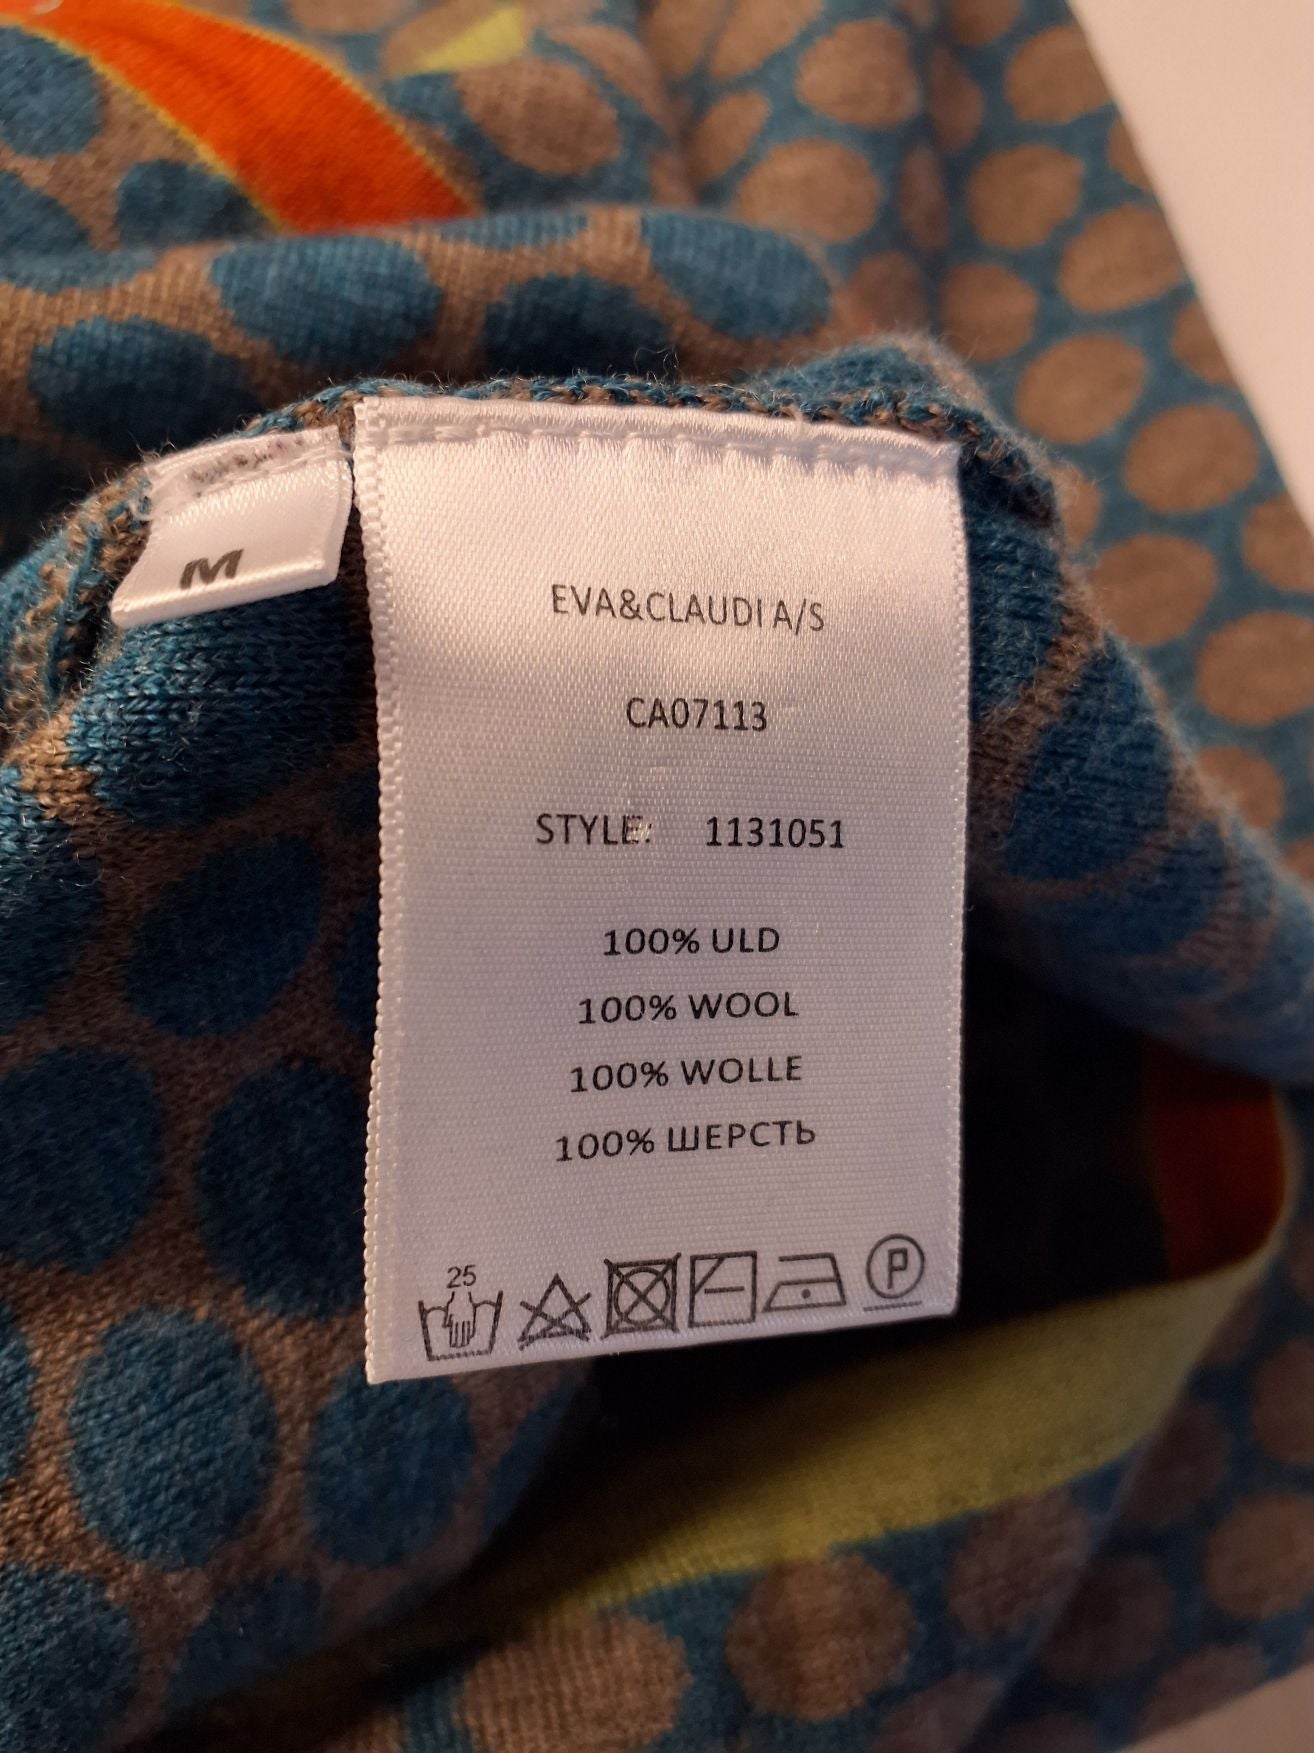 M
EVA&CLAUDI A/S
CA07113
STYLE: 1131051
100% ULD
100% WOOL
100% WOLLE
100% ШЕРСТЬ
25
P